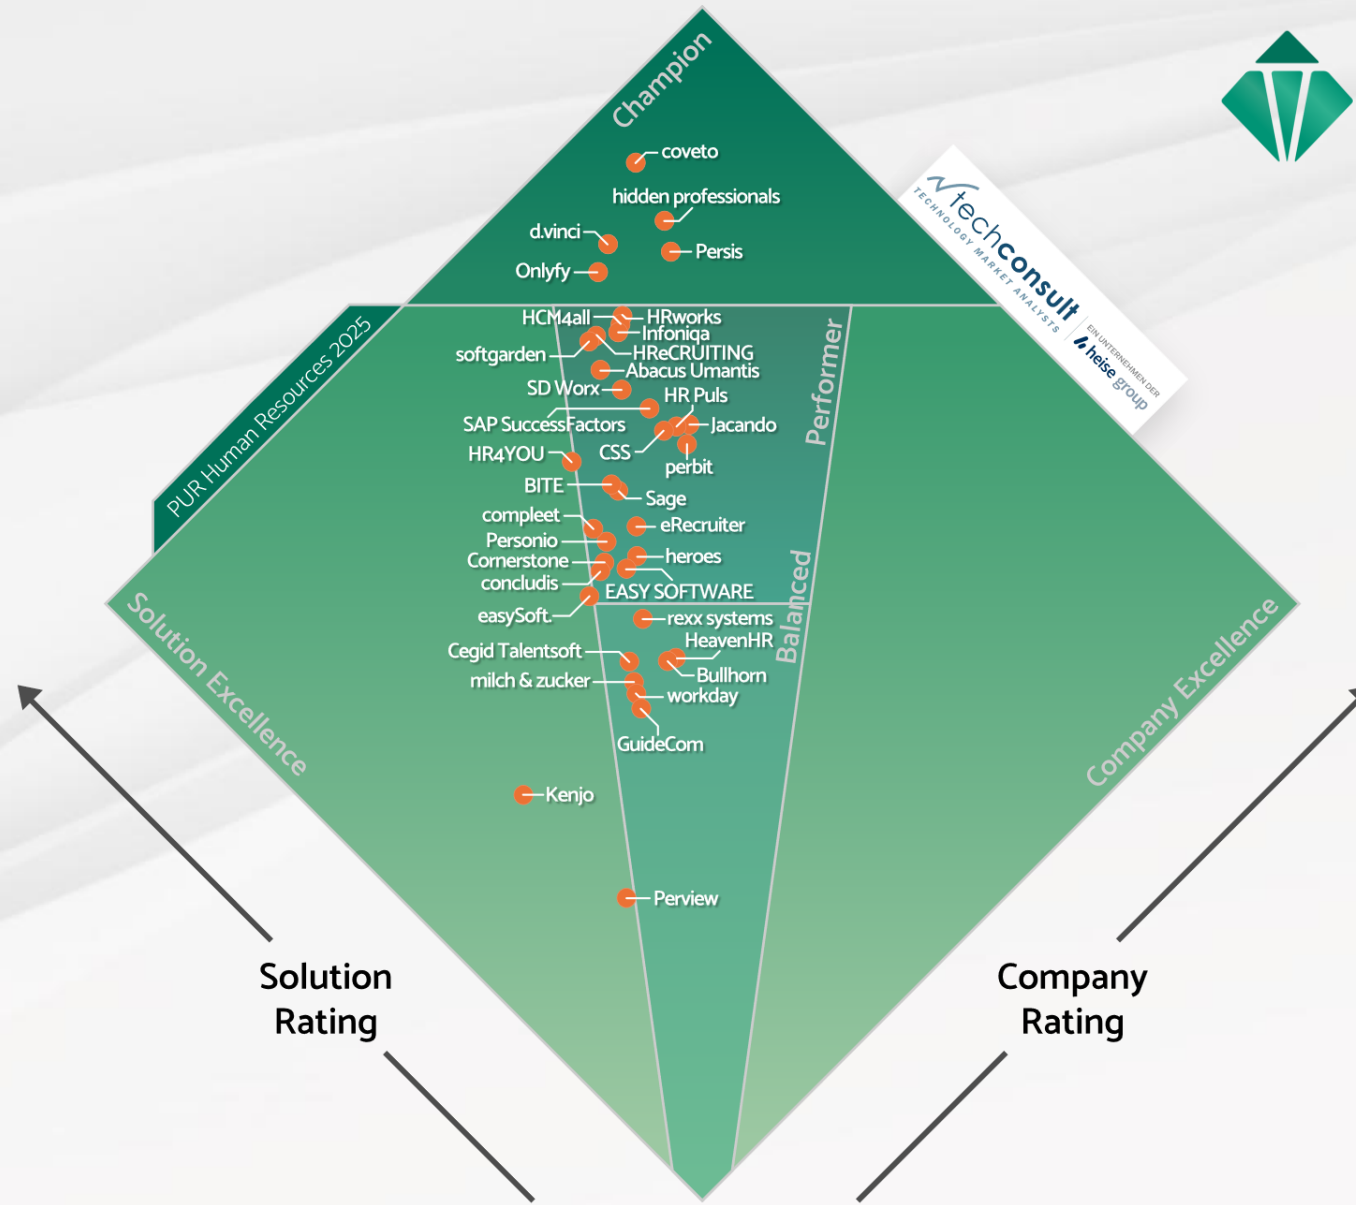 Champion
coveto
hidden professionals
d.vinci
Persis
Onlyfy
techconsult
TECHNOLOGY MARKET ANALYSTS
EIN UNTERNEHMEN DER
heise group
PUR Human Resources 2025
HCM4all
HRworks
Infoniqa
softgarden
HReCRUITING
Abacus Umantis
SD Worx
HR Puls
SAP SuccessFactors
Jacando
CSS
HR4YOU
perbit
BITE
Sage
compleet
eRecruiter
Personio
heroes
Cornerstone
concludis
EASY SOFTWARE
easySoft.
Performer
Balanced
rexx systems
HeavenHR
Cegid Talentsoft
Bullhorn
milch & zucker
workday
GuideCom
Kenjo
Perview
Solution Excellence
Company Excellence
Solution
Rating
Company
Rating